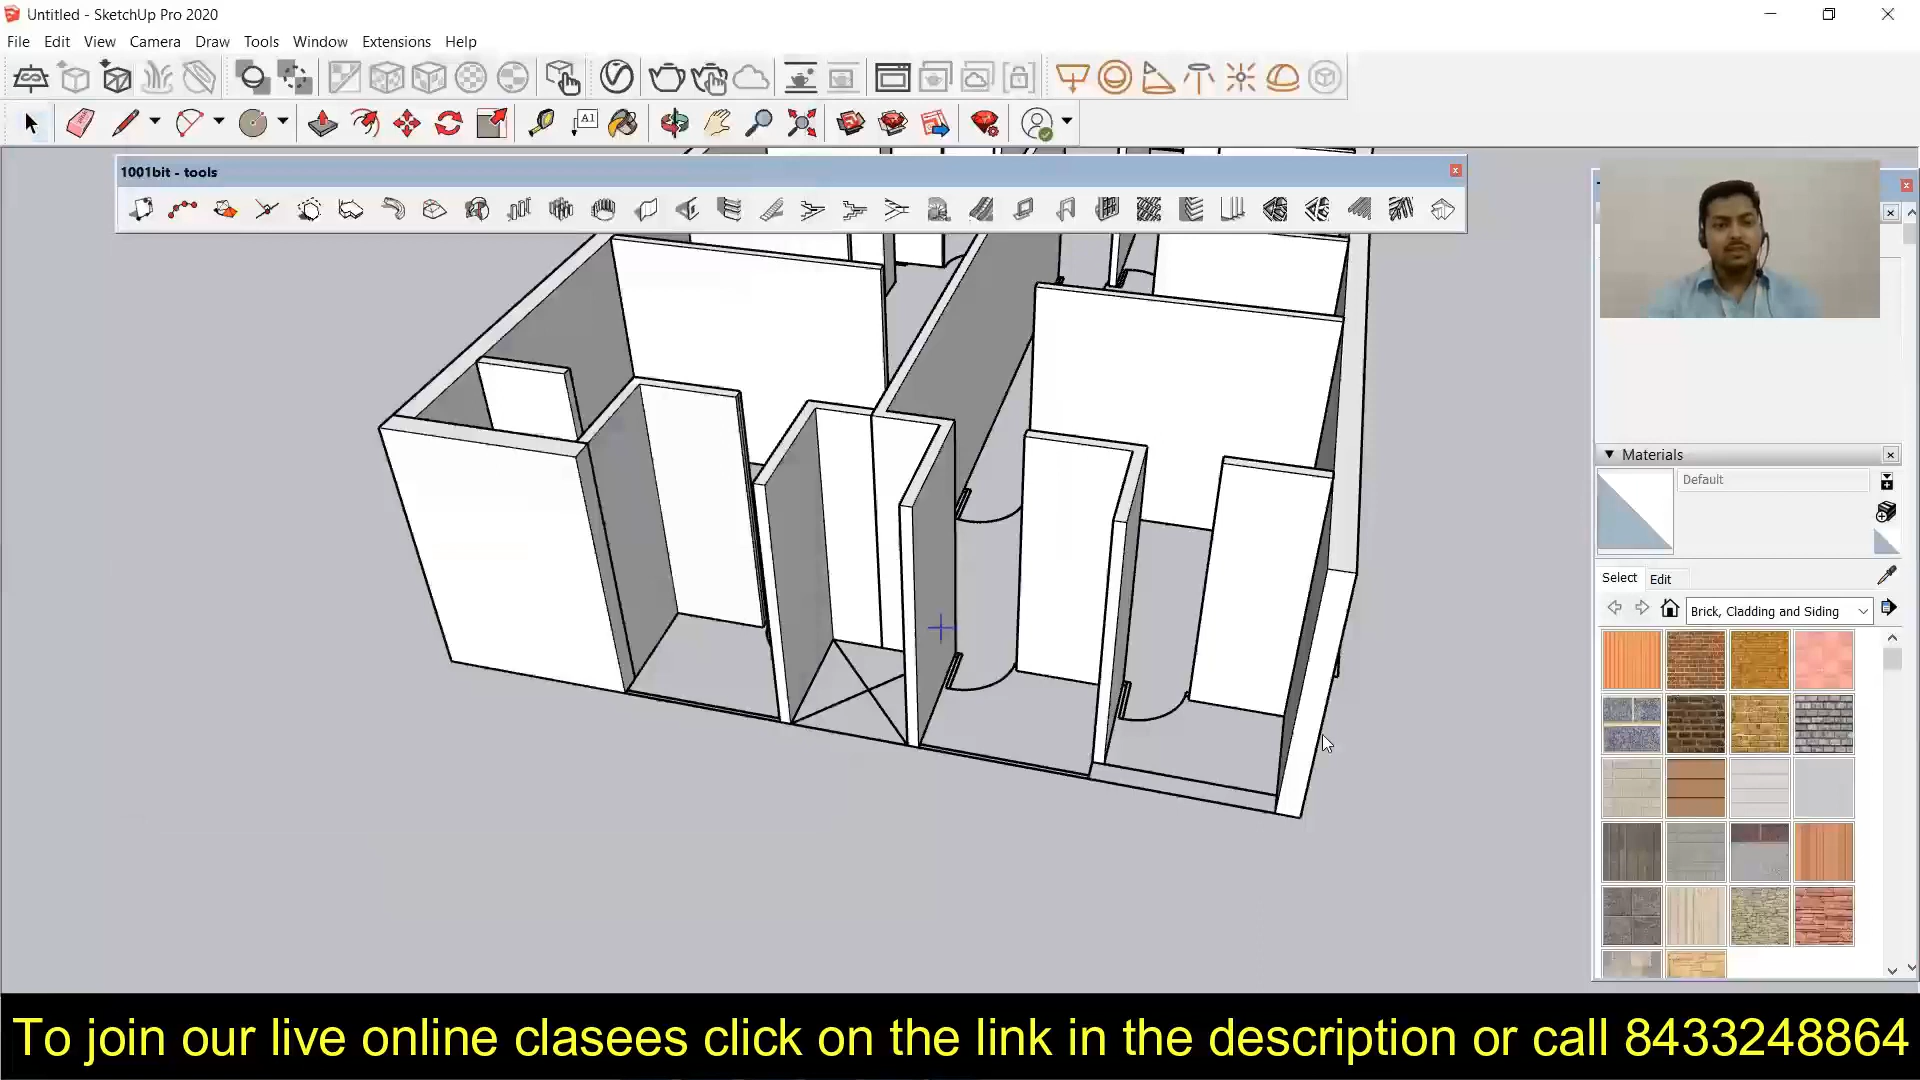 Untitled - SketchUp Pro 2020
File Edit View Camera Draw Tools Window Extensions Help
A1
1001bit - tools
Materials
Default
Select Edit
Brick, Cladding and Siding
To join our live online clasees click on the link in the description or call 8433248864